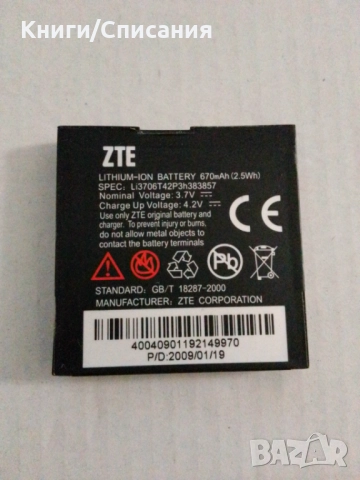 Книги/Списания
ZTE
LITHIUM-ION BATTERY 670mAh (2.5Wh)
SPEC: Li3706T42P3h383857
Nominal Voltage: 3.7V
Charge Up Voltage: 4.2V
Use only ZTE original battery and
charger. To prevent injury or burns,
do not allow metal objects to
contact the battery terminals
CE
Pb
STANDARD: GB/T 18287-2000
MANUFACTURER: ZTE CORPORATION
40040901192149970
P/D:2009/01/19
BAZAR